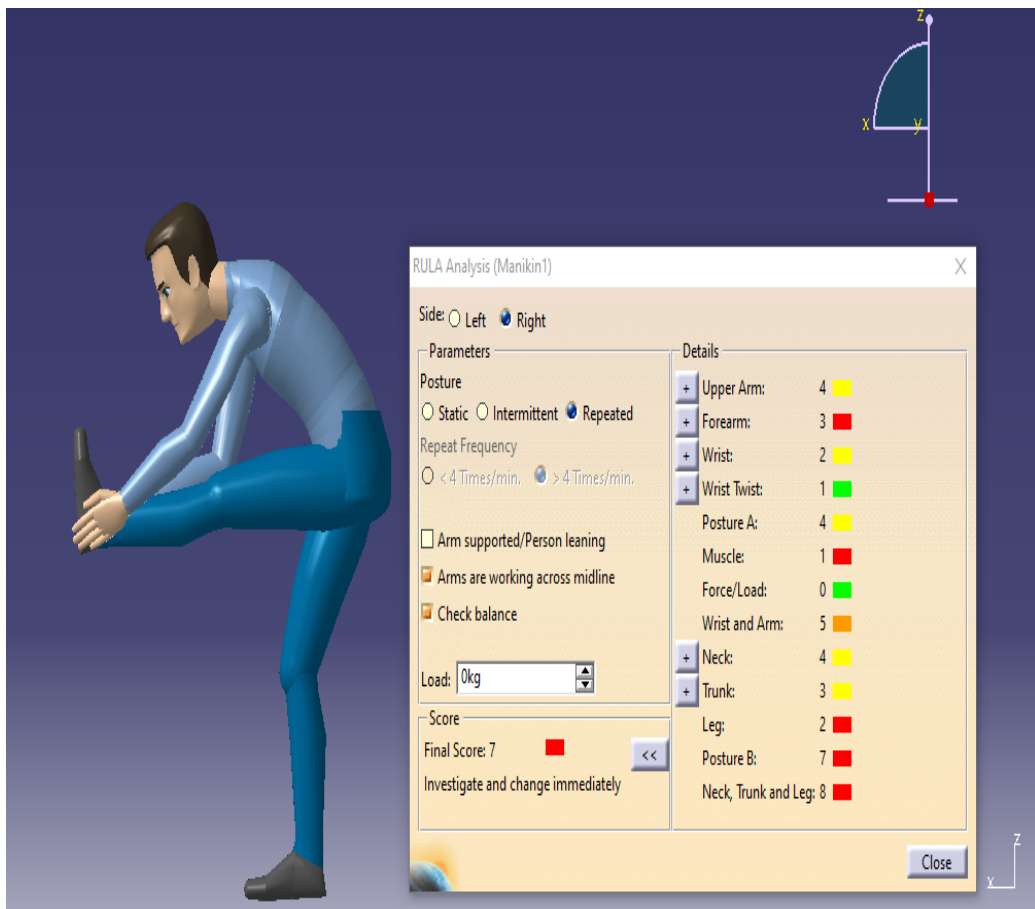 z
x y
RULA Analysis (Manikin1) X
Side: Left Right
Parameters
Posture
Static Intermittent Repeated
Repeat Frequency
< 4 Times/min. > 4 Times/min.
Arm supported/Person leaning
Arms are working across midline
Check balance
Load: 0kg
Score
Final Score: 7
<<
Investigate and change immediately
Details
+ Upper Arm: 4
+ Forearm: 3
+ Wrist: 2
+ Wrist Twist: 1
Posture A: 4
Muscle: 1
Force/Load: 0
Wrist and Arm: 5
+ Neck: 4
+ Trunk: 3
Leg: 2
Posture B: 7
Neck, Trunk and Leg: 8
Close
z
x